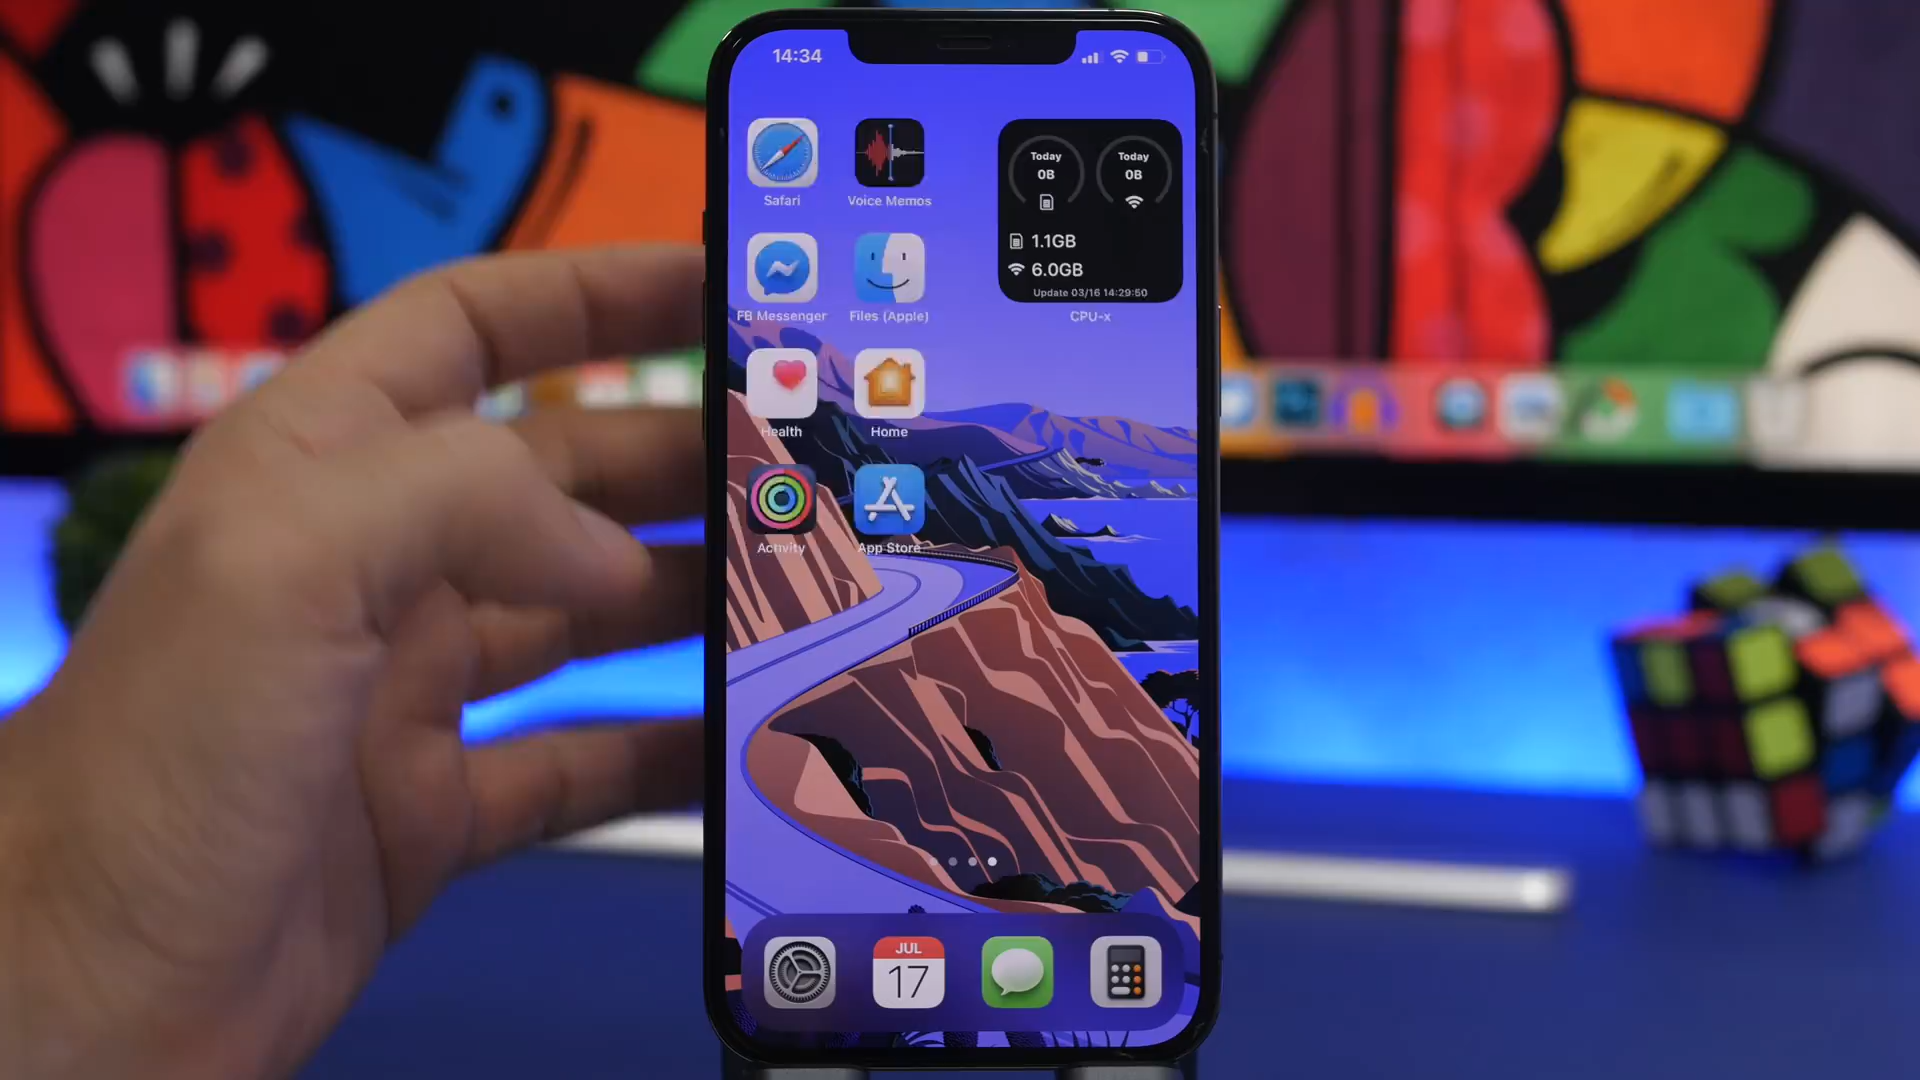 14:34
Today
0B
Today
0B
1.1GB
6.0GB
Update 03/16 14:29:50
CPU-x
Safari
Voice Memos
FB Messenger
Files (Apple)
Health
Home
Activity
App Store
JUL
17